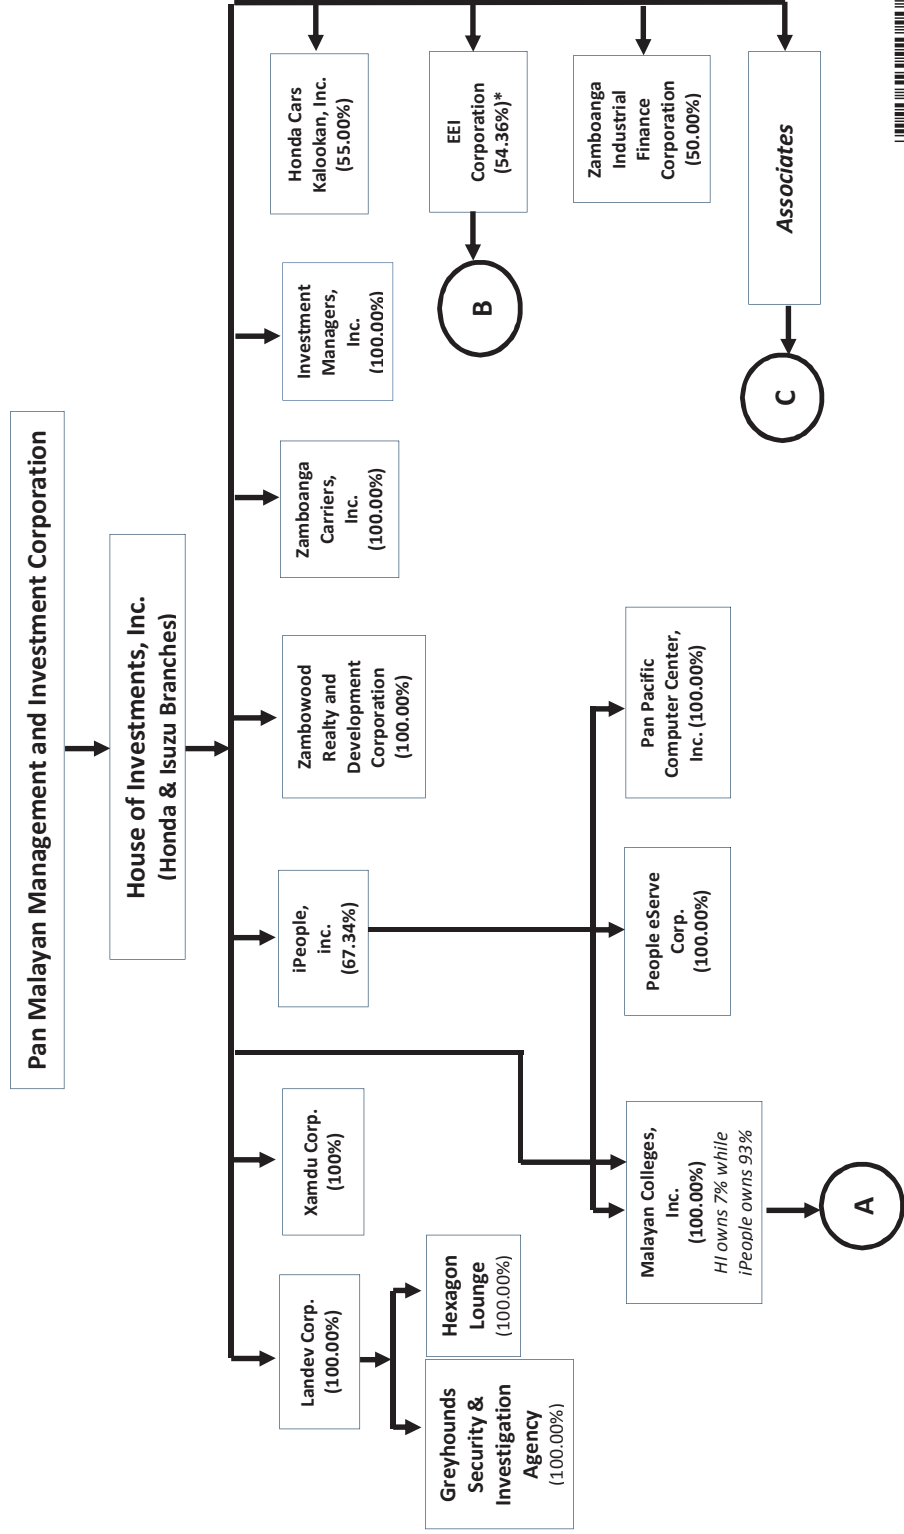 Pan Malayan Management and Investment Corporation
House of Investments, Inc.
(Honda & Isuzu Branches)
Landev Corp.
(100.00%)
Xamdu Corp.
(100%)
iPeople,
inc.
(67.34%)
Zambowood
Realty and
Development
Corporation
(100.00%)
Zamboanga
Carriers,
Inc.
(100.00%)
Investment
Managers,
Inc.
(100.00%)
Honda Cars
Kalookan, Inc.
(55.00%)
Greyhounds
Security &
Investigation
Agency
(100.00%)
Hexagon
Lounge
(100.00%)
B
EEI
Corporation
(54.36%)*
Malayan Colleges,
Inc.
(100.00%)
HI owns 7% while
iPeople owns 93%
People eServe
Corp.
(100.00%)
Pan Pacific
Computer Center,
Inc. (100.00%)
Zamboanga
Industrial
Finance
Corporation
(50.00%)
A
C
Associates